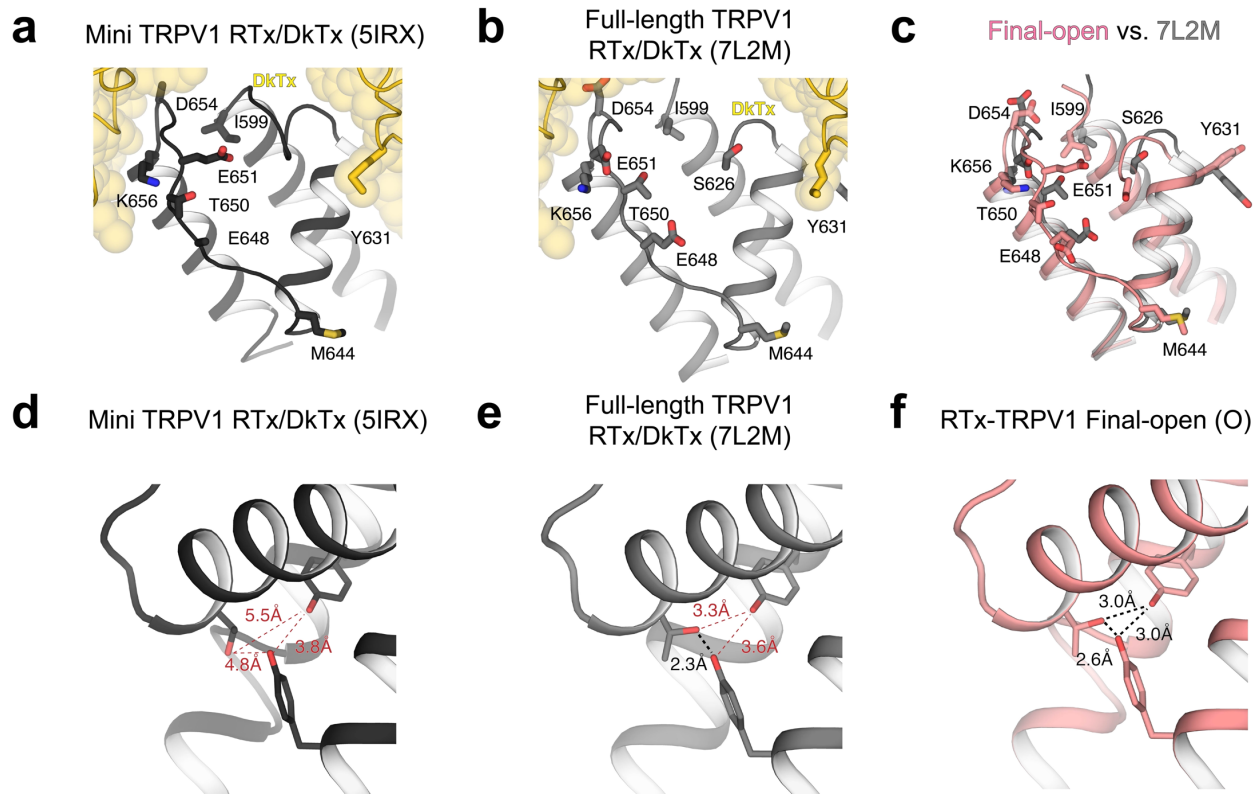 a
Mini TRPV1 RTx/DkTx (5IRX)
DkTx
D654
I599
E651
K656
T650
E648
Y631
M644
b
Full-length TRPV1
RTx/DkTx (7L2M)
D654
I599
DkTx
E651
S626
K656
T650
Y631
E648
M644
c
Final-open vs. 7L2M
D654
I599
S626
Y631
K656
E651
T650
E648
M644
d
Mini TRPV1 RTx/DkTx (5IRX)
5.5Å
3.8Å
4.8Å
e
Full-length TRPV1
RTx/DkTx (7L2M)
3.3Å
3.6Å
2.3Å
f
RTx-TRPV1 Final-open (O)
3.0Å
3.0Å
2.6Å